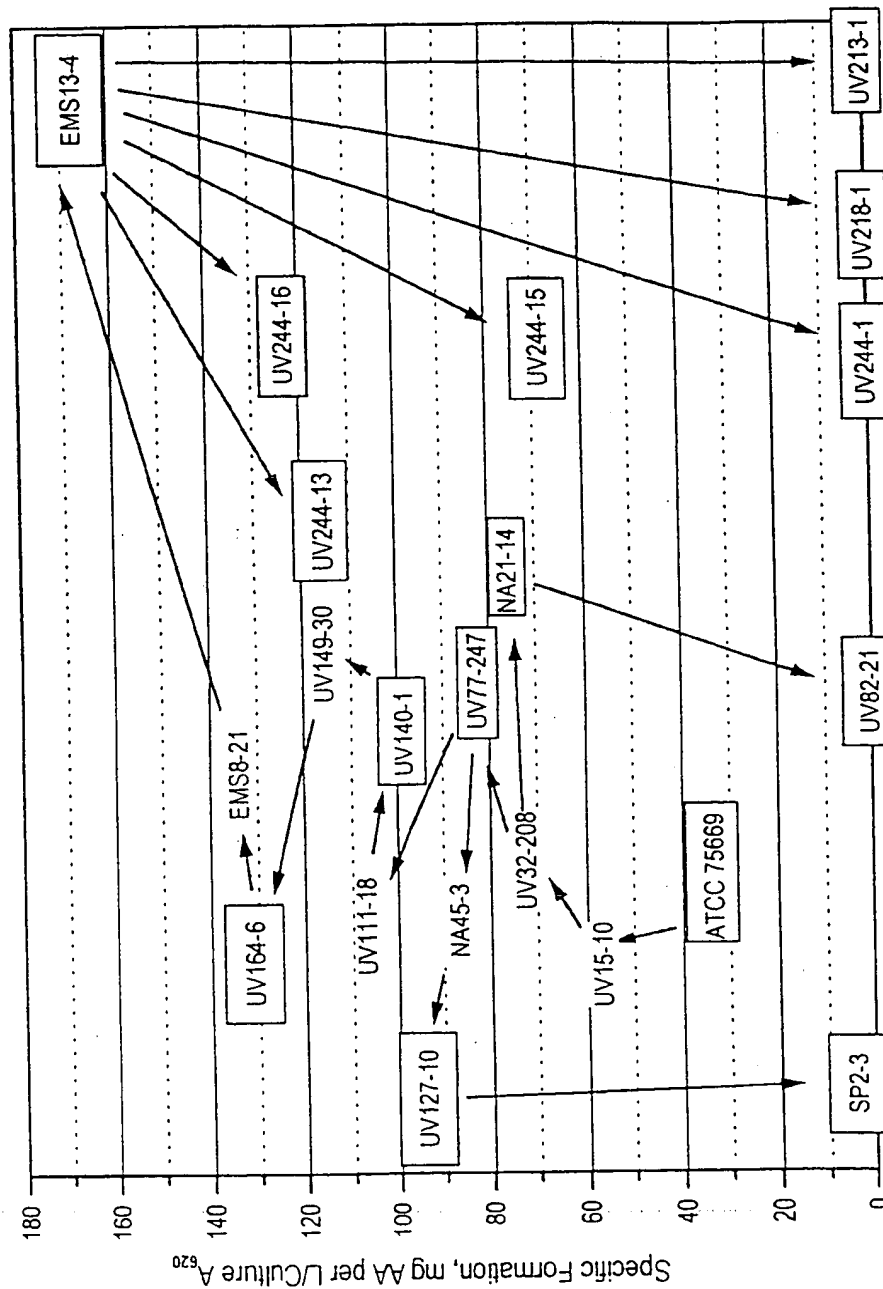 Specific Formation, mg AA per L/Culture A620
180
160
140
120
100
80
60
40
20
0
EMS13-4
UV244-16
EMS8-21
UV164-6
UV244-13
UV149-30
UV111-18
UV140-1
UV127-10
NA45-3
UV77-247
NA21-14
UV32-208
UV244-15
UV15-10
ATCC 75669
SP2-3
UV82-21
UV244-1
UV218-1
UV213-1